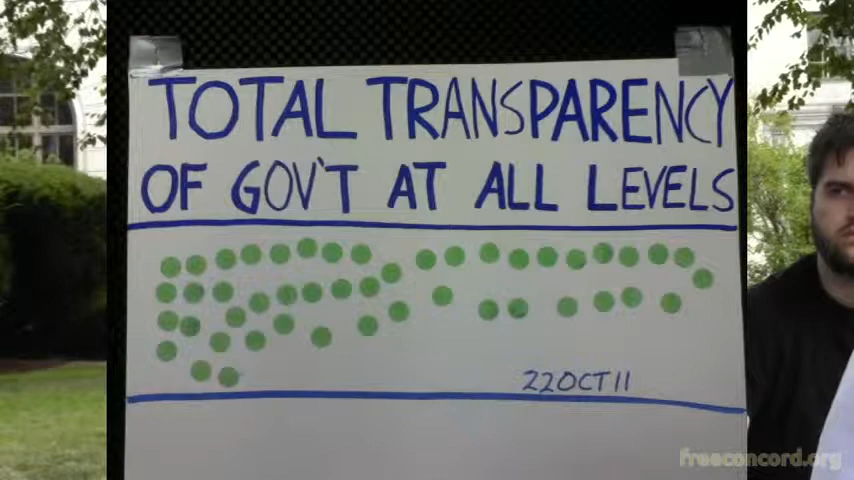 TOTAL TRANSPARENCY
OF GOV'T AT ALL LEVELS
22OCT11
freeconcord.org